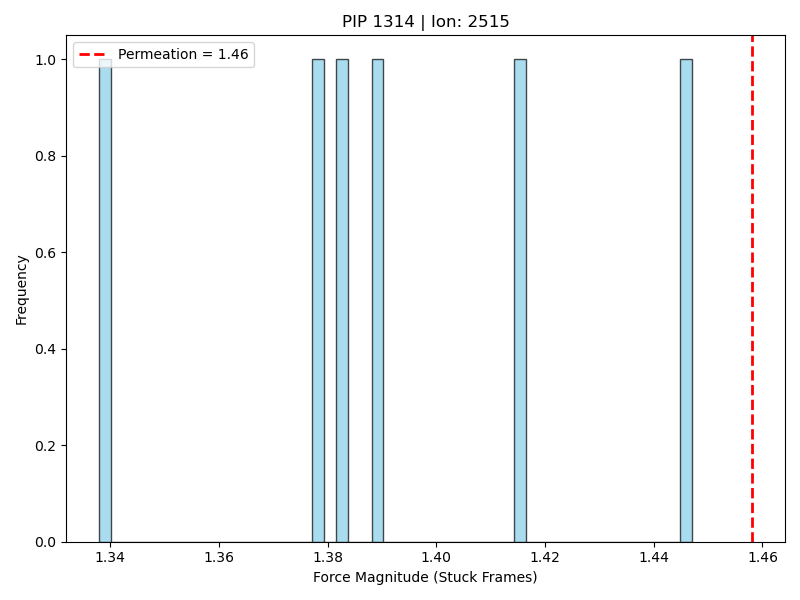 PIP 1314 | Ion: 2515
Permeation = 1.46
Frequency
1.0
0.8
0.6
0.4
0.2
0.0
1.34 1.36 1.38 1.40 1.42 1.44 1.46
Force Magnitude (Stuck Frames)